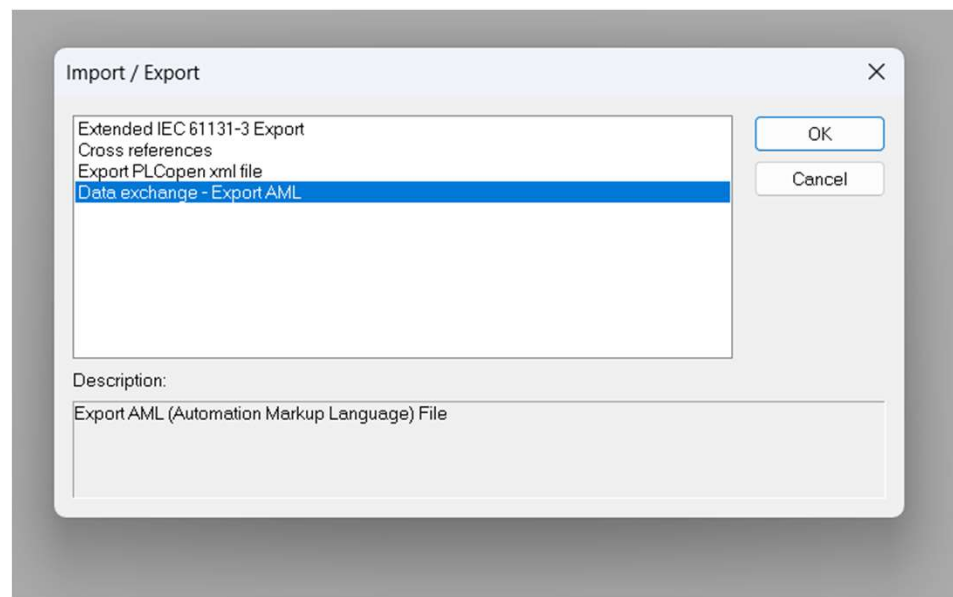 Import / Export
Extended IEC 61131-3 Export
Cross references
Export PLCopen xml file
Data exchange - Export AML
OK
Cancel
Description:
Export AML (Automation Markup Language) File